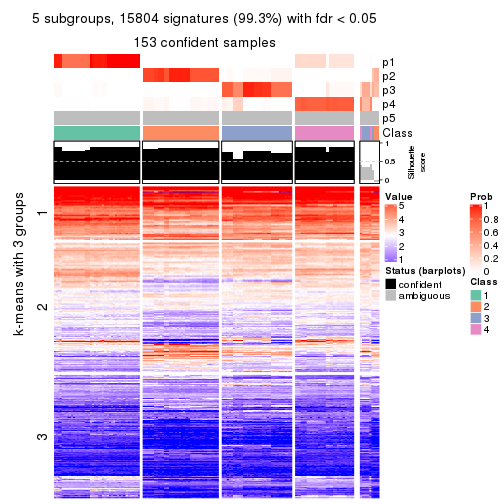 5 subgroups, 15804 signatures (99.3%) with fdr < 0.05
153 confident samples
p1
p2
p3
p4
p5
Class
1
0.5
0
Silhouette
score
k-means with 3 groups
1
2
3
Value
5
4
3
2
1
Status (barplots)
confident
ambiguous
Prob
1
0.8
0.6
0.4
0.2
0
Class
1
2
3
4